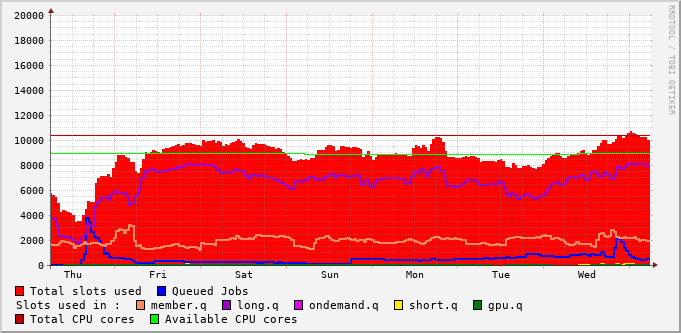 RRDTOOL / TOBI OETIKER
20000
18000
16000
14000
12000
10000
8000
6000
4000
2000
0
Thu Fri Sat Sun Mon Tue Wed
Total slots used Queued Jobs
Slots used in : member.q long.q ondemand.q short.q gpu.q
Total CPU cores Available CPU cores